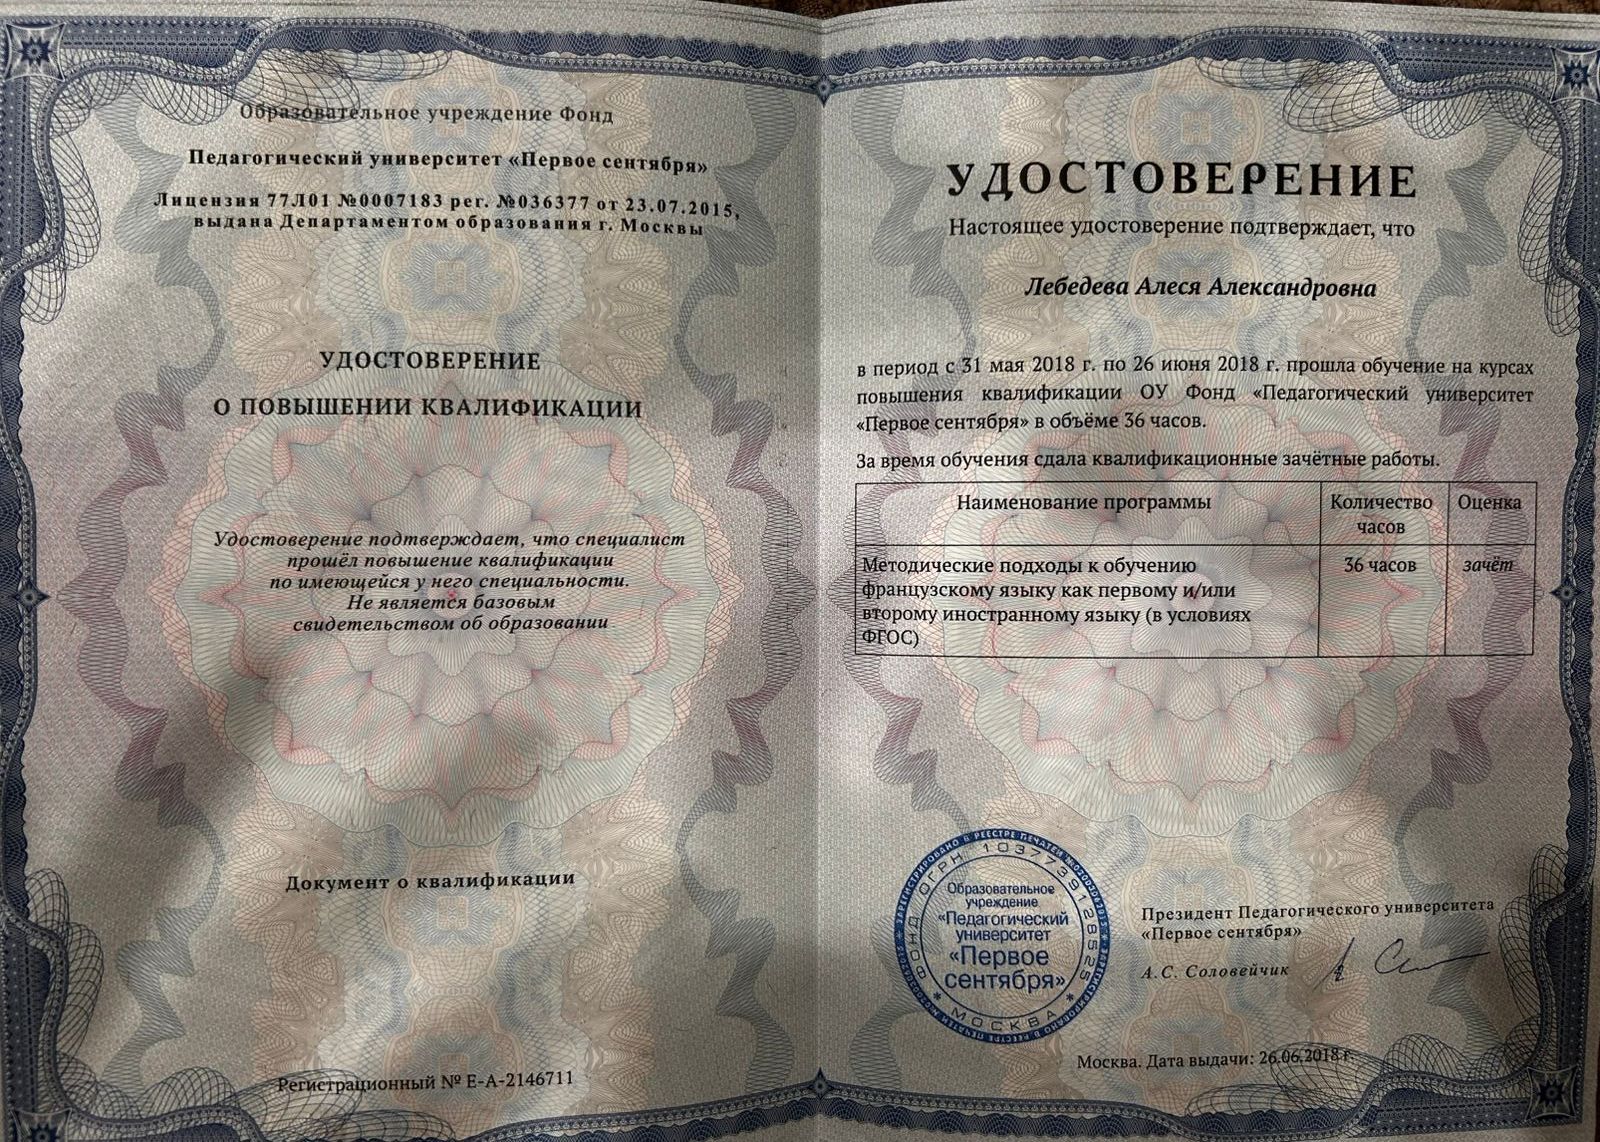 Образовательное учреждение Фонд
Педагогический университет «Первое сентября»
Лицензия 77Л01 №0007183 рег. №036377 от 23.07.2015,
выдана Департаментом образования г. Москвы
УДОСТОВЕРЕНИЕ
О ПОВЫШЕНИИ КВАЛИФИКАЦИИ
Удостоверение подтверждает, что специалист
прошёл повышение квалификации
по имеющейся у него специальности.
Не является базовым
свидетельством об образовании
Документ о квалификации
Регистрационный № Е-А-2146711
УДОСТОВЕРЕНИЕ
Настоящее удостоверение подтверждает, что
Лебедева Алеся Александровна
в период с 31 мая 2018 г. по 26 июня 2018 г. прошла обучение на курсах
повышения квалификации ОУ Фонд «Педагогический университет
«Первое сентября» в объёме 36 часов.
За время обучения сдала квалификационные зачётные работы.
Наименование программы
Количество
часов
Оценка
Методические подходы к обучению
французскому языку как первому и/или
второму иностранному языку (в условиях
ФГОС)
36 часов
зачёт
ЗАРЕГИСТРИРОВАНО В РЕЕСТРЕ ПЕЧАТЕЙ
ФОНД ОГРН 1037739128525
Образовательное
учреждение
«Педагогический
университет
«Первое
сентября»
МОСКВА
Президент Педагогического университета
«Первое сентября»
А.С. Соловейчик
Москва. Дата выдачи: 26.06.2018 г.